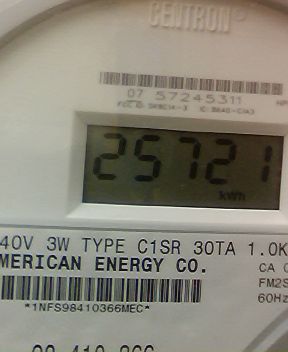 CENTRON®
07 57245311
25721
kWh
40V 3W TYPE C1SR 30TA 1.0K
MERICAN ENERGY CO.
CA
FM2S
60Hz
*1NFS98410366MEC*